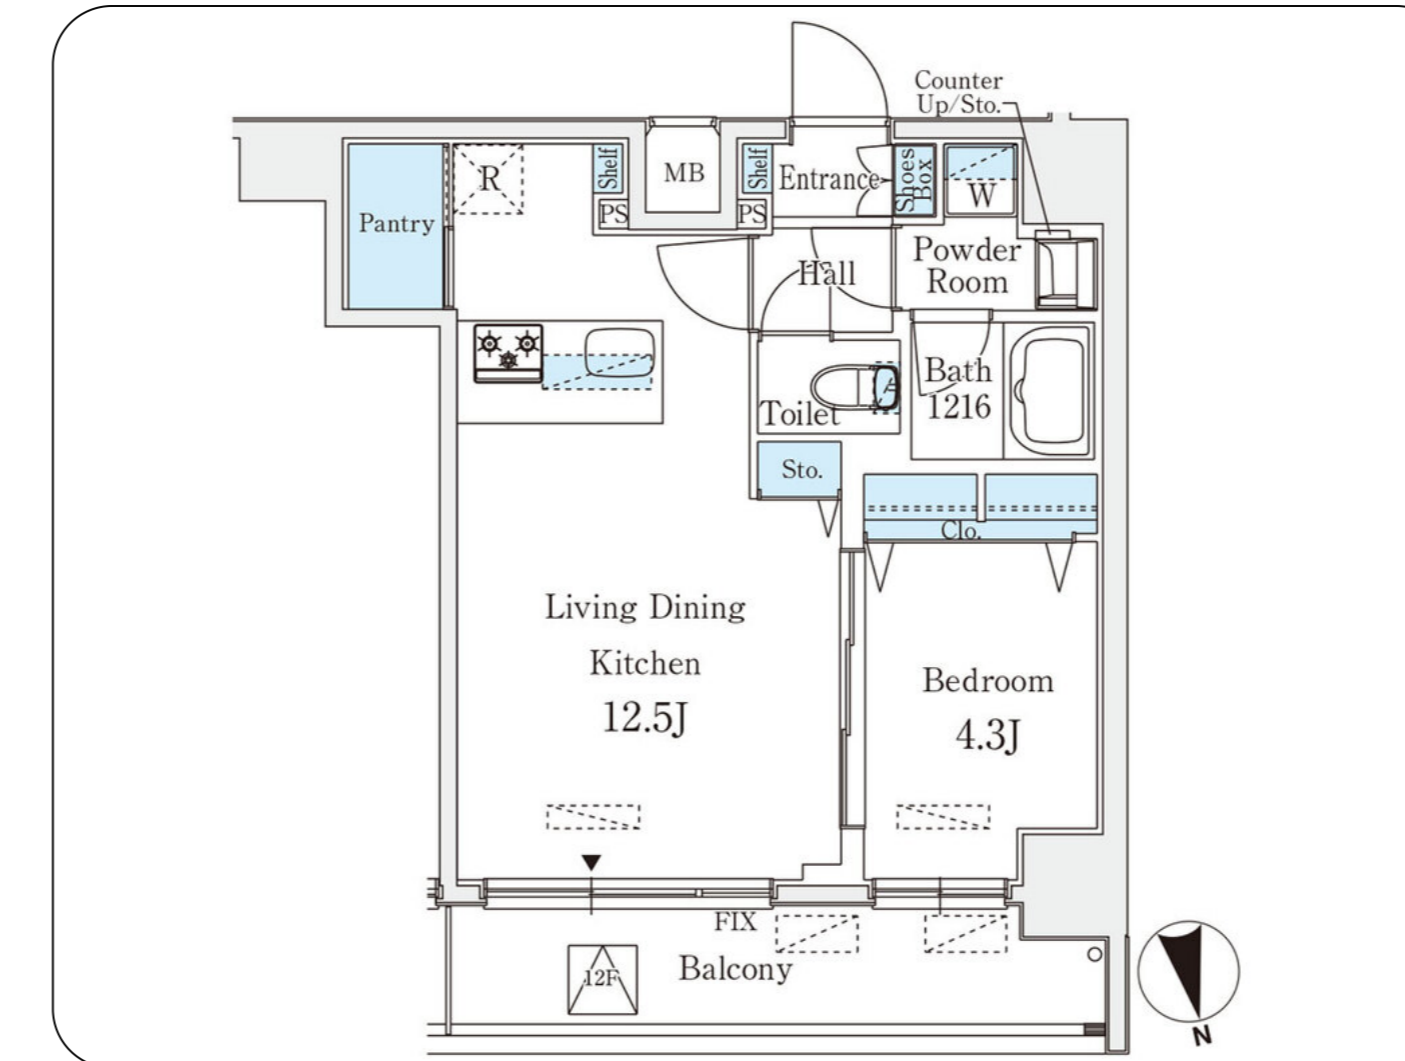 Counter
Up/Sto.
R
Shelf
MB
Shelf
Entrance
Shoes
Box
W
Pantry
PS
PS
Powder
Room
Hall
Bath
1216
Toilet
Sto.
Clo.
Living Dining
Kitchen
12.5J
Bedroom
4.3J
FIX
Balcony
12F
N